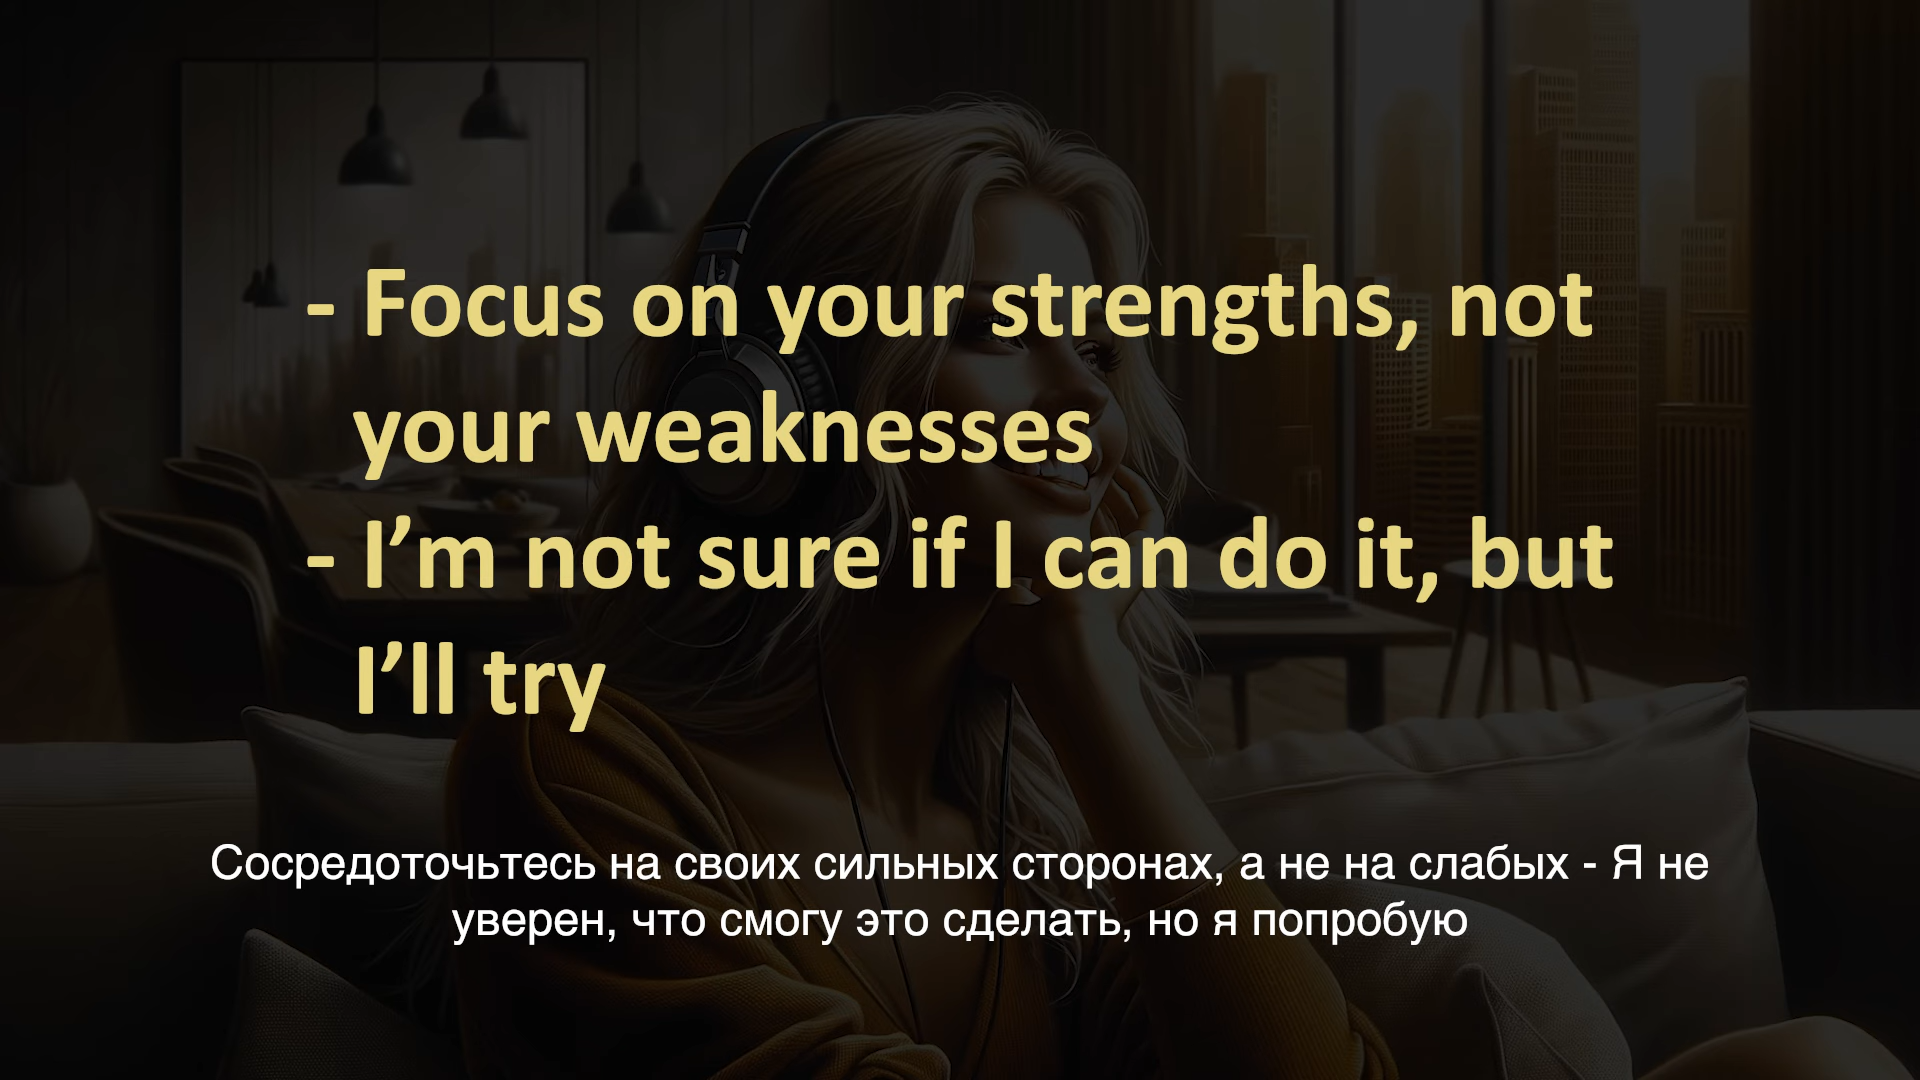 - Focus on your strengths, not
your weaknesses
- I’m not sure if I can do it, but
I’ll try
Сосредоточьтесь на своих сильных сторонах, а не на слабых - Я не
уверен, что смогу это сделать, но я попробую